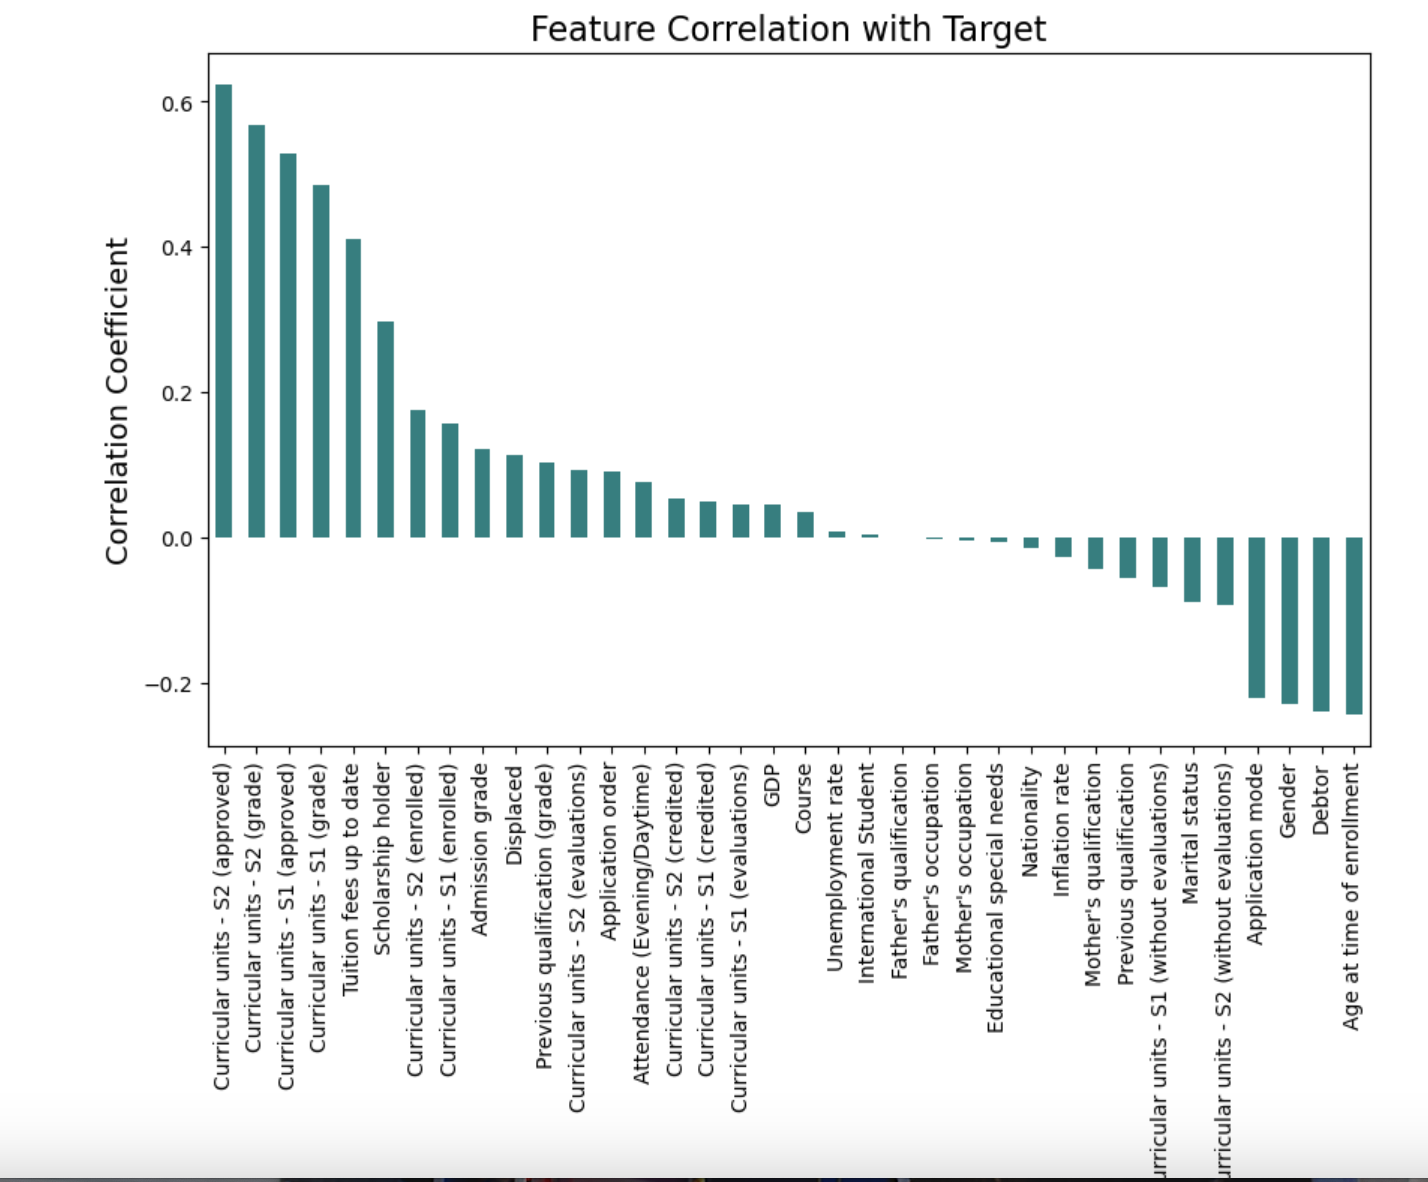 Feature Correlation with Target
Correlation Coefficient
0.6
0.4
0.2
0.0
−0.2
Curricular units - S2 (approved)
Curricular units - S2 (grade)
Curricular units - S1 (approved)
Curricular units - S1 (grade)
Tuition fees up to date
Scholarship holder
Curricular units - S2 (enrolled)
Curricular units - S1 (enrolled)
Admission grade
Displaced
Previous qualification (grade)
Curricular units - S2 (evaluations)
Application order
Attendance (Evening/Daytime)
Curricular units - S2 (credited)
Curricular units - S1 (credited)
Curricular units - S1 (evaluations)
GDP
Course
Unemployment rate
International Student
Father's qualification
Father's occupation
Mother's occupation
Educational special needs
Nationality
Inflation rate
Mother's qualification
Previous qualification
urricular units - S1 (without evaluations)
Marital status
urricular units - S2 (without evaluations)
Application mode
Gender
Debtor
Age at time of enrollment